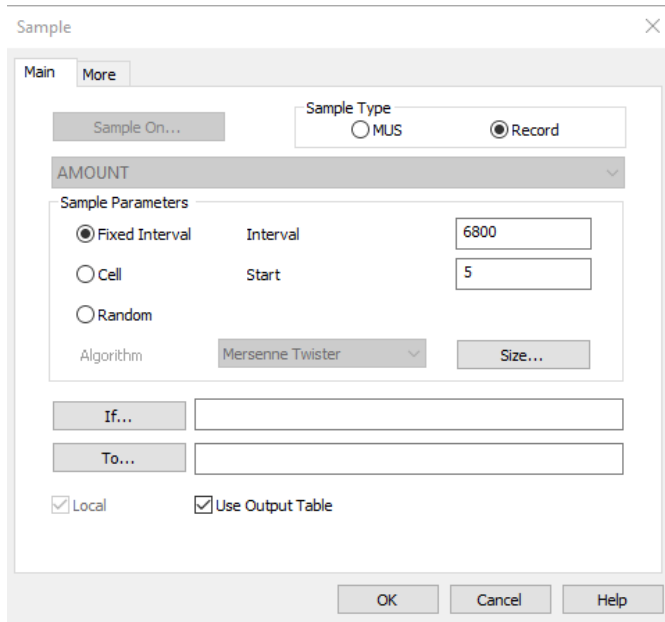 Sample
Main More
Sample Type
Sample On... MUS Record
AMOUNT
Sample Parameters
Fixed Interval Interval 6800
Cell Start 5
Random
Algorithm Mersenne Twister Size...
If...
To...
Local Use Output Table
OK Cancel Help